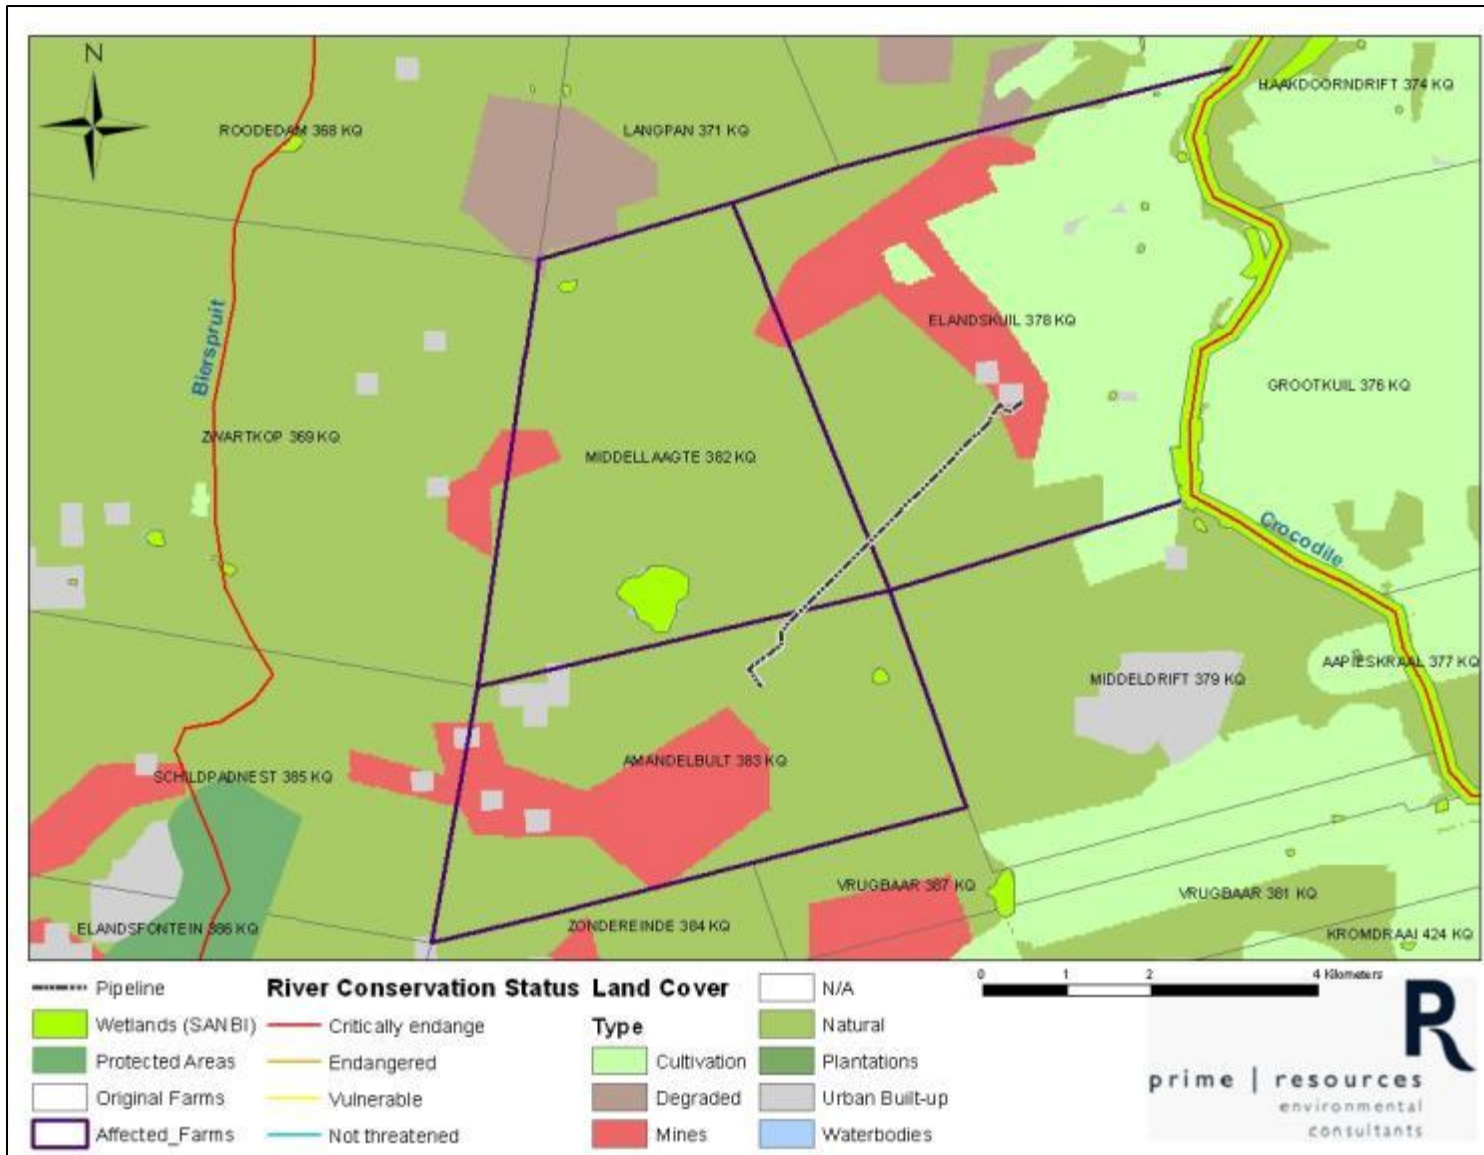 N
HAAKDOORNDRIFT 374 KQ
ROODEDAM 368 KQ
LANGPAN 371 KQ
ELANDSKUIL 378 KQ
Bierspruit
GROOTKUIL 376 KQ
ZWARTKOP 369 KQ
MIDDELLAAGTE 382 KQ
Crocodile
AAPIESKRAAL 377 KQ
MIDDELDRIFT 379 KQ
AMANDELBULT 383 KQ
SCHILDPADNEST 385 KQ
VRUGBAAR 387 KQ
VRUGBAAR 381 KQ
ELANDSFONTEIN 386 KQ
ZONDEREINDE 384 KQ
KROMDRAAI 424 KQ
Pipeline
Wetlands (SANBI)
Protected Areas
Original Farms
Affected_Farms
River Conservation Status
Critically endange
Endangered
Vulnerable
Not threatened
Land Cover
Type
Cultivation
Degraded
Mines
N/A
Natural
Plantations
Urban Built-up
Waterbodies
0 1 2 4 Kilometers
R
prime | resources
environmental
consultants